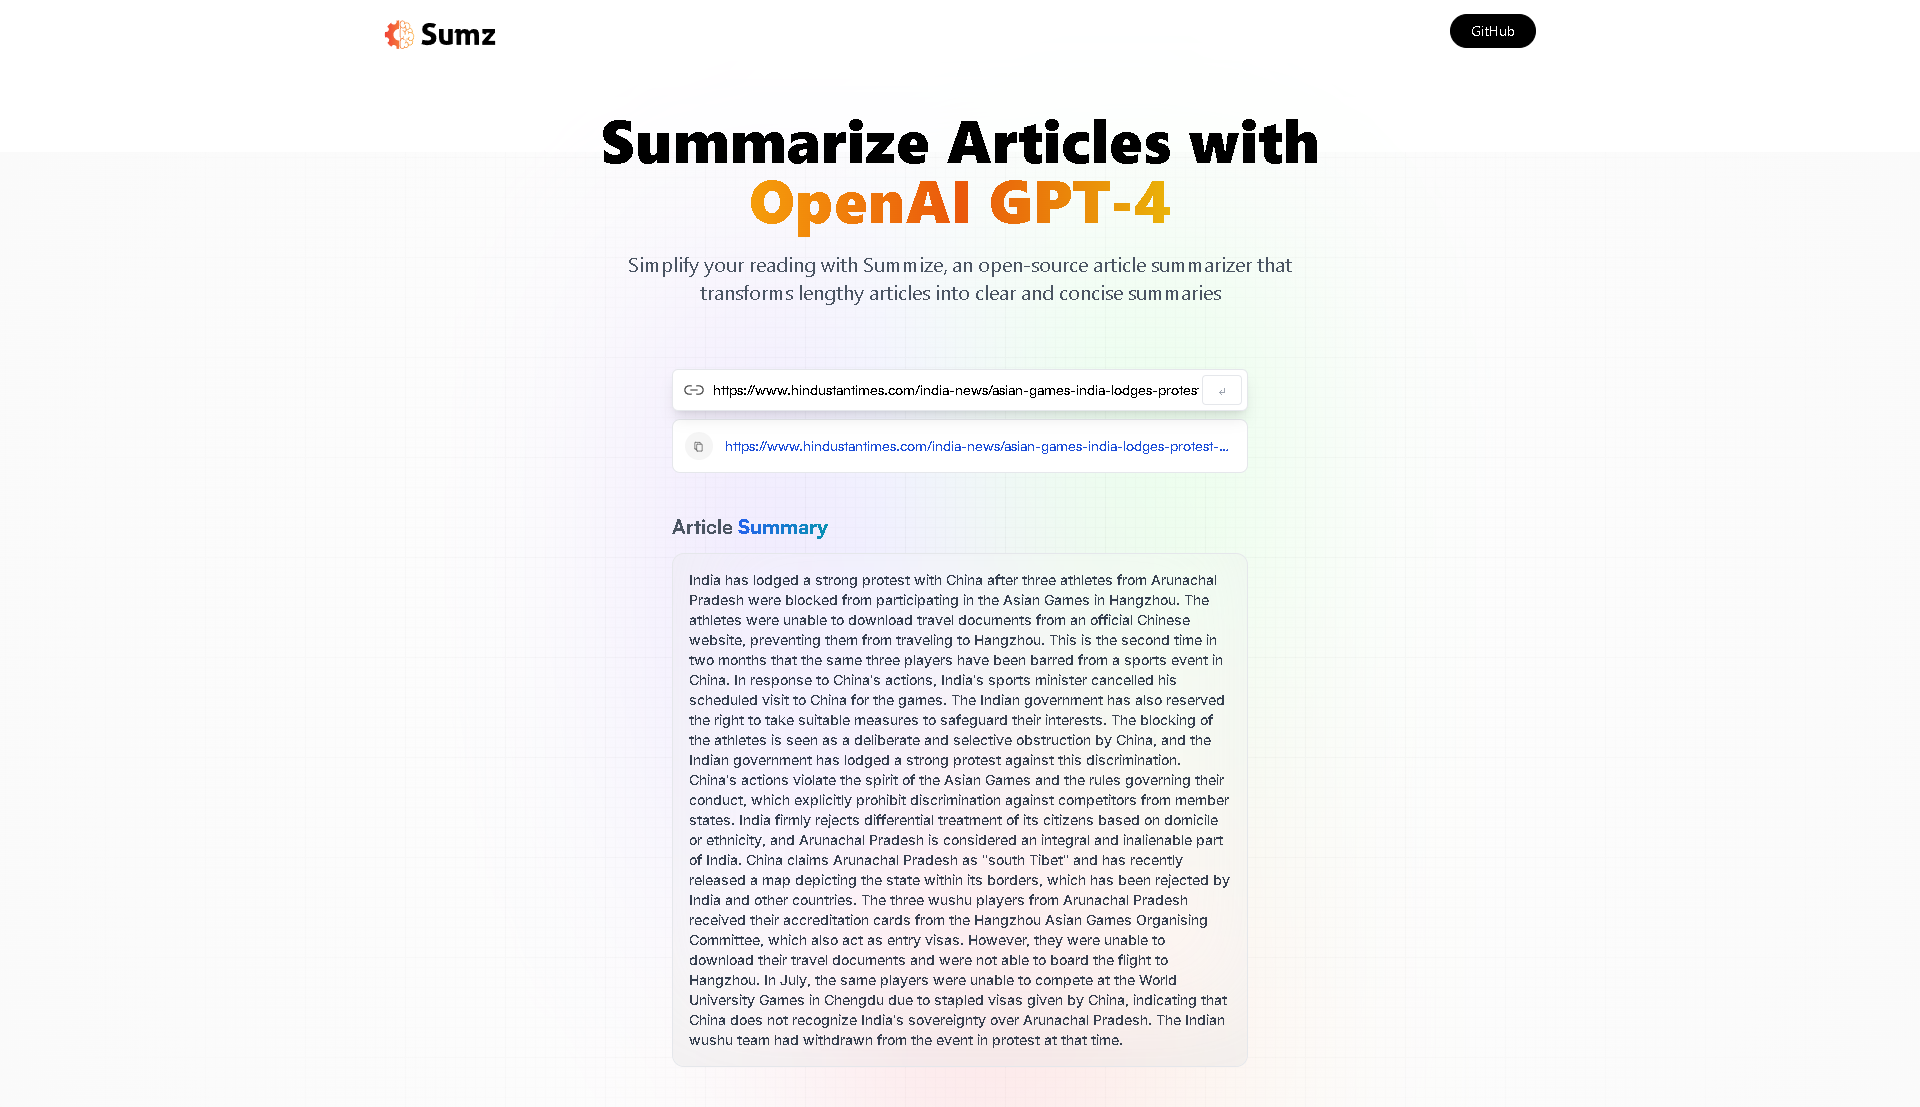 Sumz
GitHub
Summarize Articles with
OpenAI GPT-4
Simplify your reading with Summize, an open-source article summarizer that
transforms lengthy articles into clear and concise summaries
https://www.hindustantimes.com/india-news/asian-games-india-lodges-protest
↵
https://www.hindustantimes.com/india-news/asian-games-india-lodges-protest-...
Article Summary
India has lodged a strong protest with China after three athletes from Arunachal
Pradesh were blocked from participating in the Asian Games in Hangzhou. The
athletes were unable to download travel documents from an official Chinese
website, preventing them from traveling to Hangzhou. This is the second time in
two months that the same three players have been barred from a sports event in
China. In response to China's actions, India's sports minister cancelled his
scheduled visit to China for the games. The Indian government has also reserved
the right to take suitable measures to safeguard their interests. The blocking of
the athletes is seen as a deliberate and selective obstruction by China, and the
Indian government has lodged a strong protest against this discrimination.
China's actions violate the spirit of the Asian Games and the rules governing their
conduct, which explicitly prohibit discrimination against competitors from member
states. India firmly rejects differential treatment of its citizens based on domicile
or ethnicity, and Arunachal Pradesh is considered an integral and inalienable part
of India. China claims Arunachal Pradesh as "south Tibet" and has recently
released a map depicting the state within its borders, which has been rejected by
India and other countries. The three wushu players from Arunachal Pradesh
received their accreditation cards from the Hangzhou Asian Games Organising
Committee, which also act as entry visas. However, they were unable to
download their travel documents and were not able to board the flight to
Hangzhou. In July, the same players were unable to compete at the World
University Games in Chengdu due to stapled visas given by China, indicating that
China does not recognize India's sovereignty over Arunachal Pradesh. The Indian
wushu team had withdrawn from the event in protest at that time.